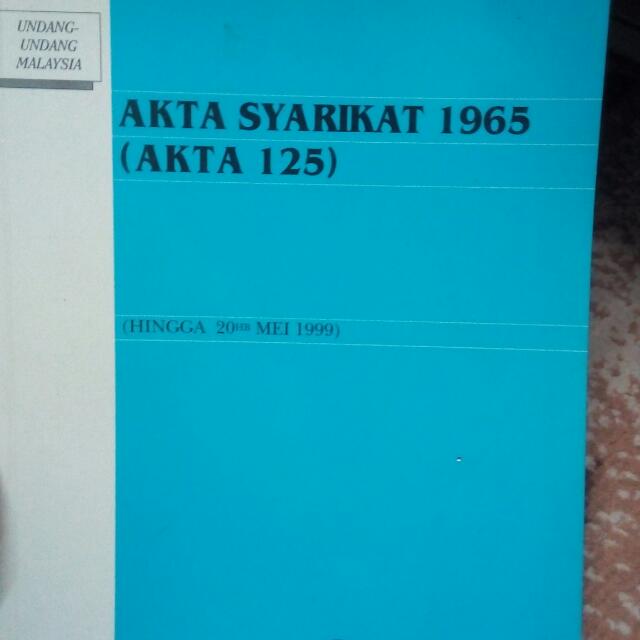 UNDANG-
UNDANG
MALAYSIA
AKTA SYARIKAT 1965
(AKTA 125)
(HINGGA 20HB MEI 1999)